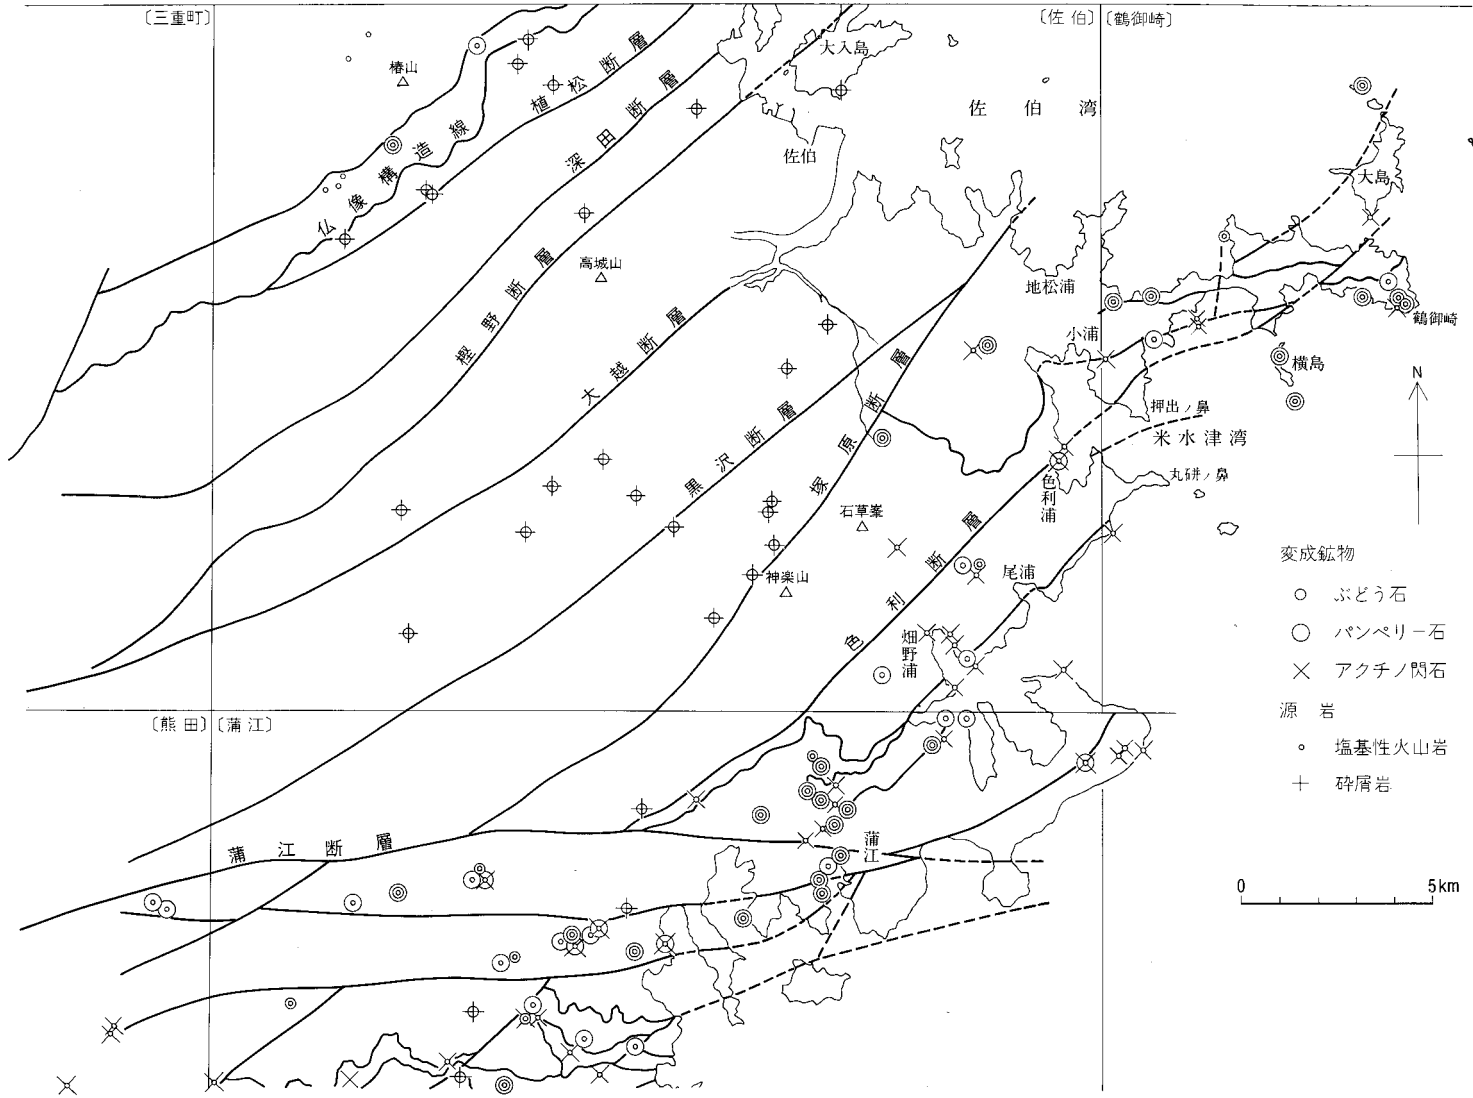 〔三重町〕
〔佐伯〕
〔鶴御崎〕
大入島
椿山
植松断層
深田断層
仏像構造線
佐伯湾
佐伯
大島
樫野断層
高城山
地松浦
鶴御崎
小浦
横島
大越断層
押出ノ鼻
米水津湾
黒沢断層
塚原断層
丸砕ノ鼻
色利浦
石草峯
神楽山
尾浦
色利断層
畑野浦
〔熊田〕
〔蒲江〕
蒲江断層
蒲江
N
変成鉱物
ぶどう石
パンペリー石
アクチノ閃石
源岩
塩基性火山岩
砕屑岩
0 5km